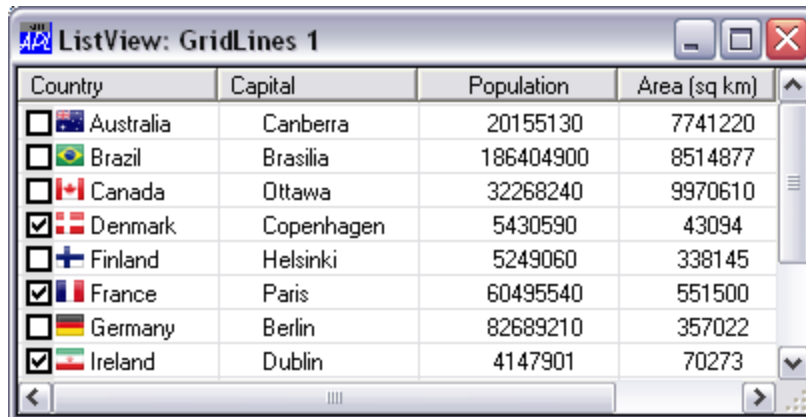 APL ListView: GridLines 1
Country Capital Population Area (sq km)
Australia Canberra 20155130 7741220
Brazil Brasilia 186404900 8514877
Canada Ottawa 32268240 9970610
Denmark Copenhagen 5430590 43094
Finland Helsinki 5249060 338145
France Paris 60495540 551500
Germany Berlin 82689210 357022
Ireland Dublin 4147901 70273